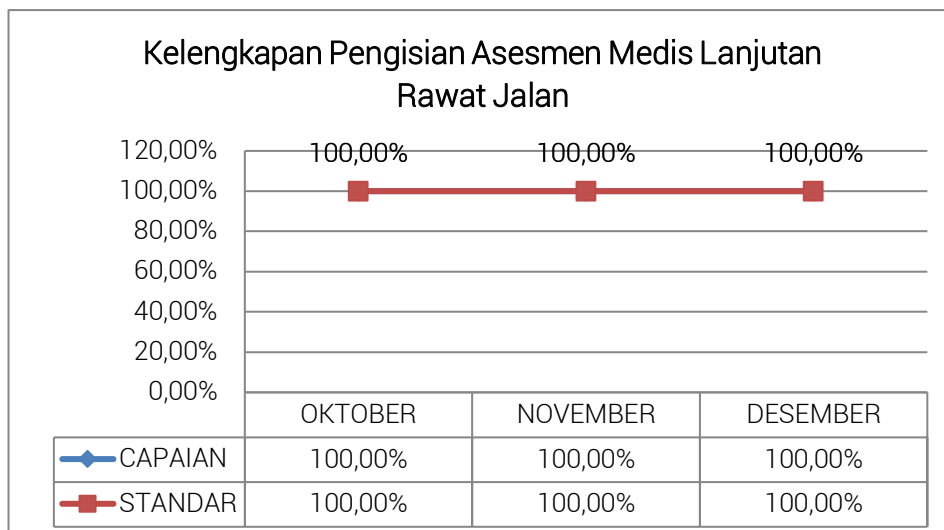 Kelengkapan Pengisian Asesmen Medis Lanjutan
Rawat Jalan
120,00%
100,00%
80,00%
60,00%
40,00%
20,00%
0,00%
100,00% 100,00% 100,00%
OKTOBER NOVEMBER DESEMBER
CAPAIAN 100,00% 100,00% 100,00%
STANDAR 100,00% 100,00% 100,00%